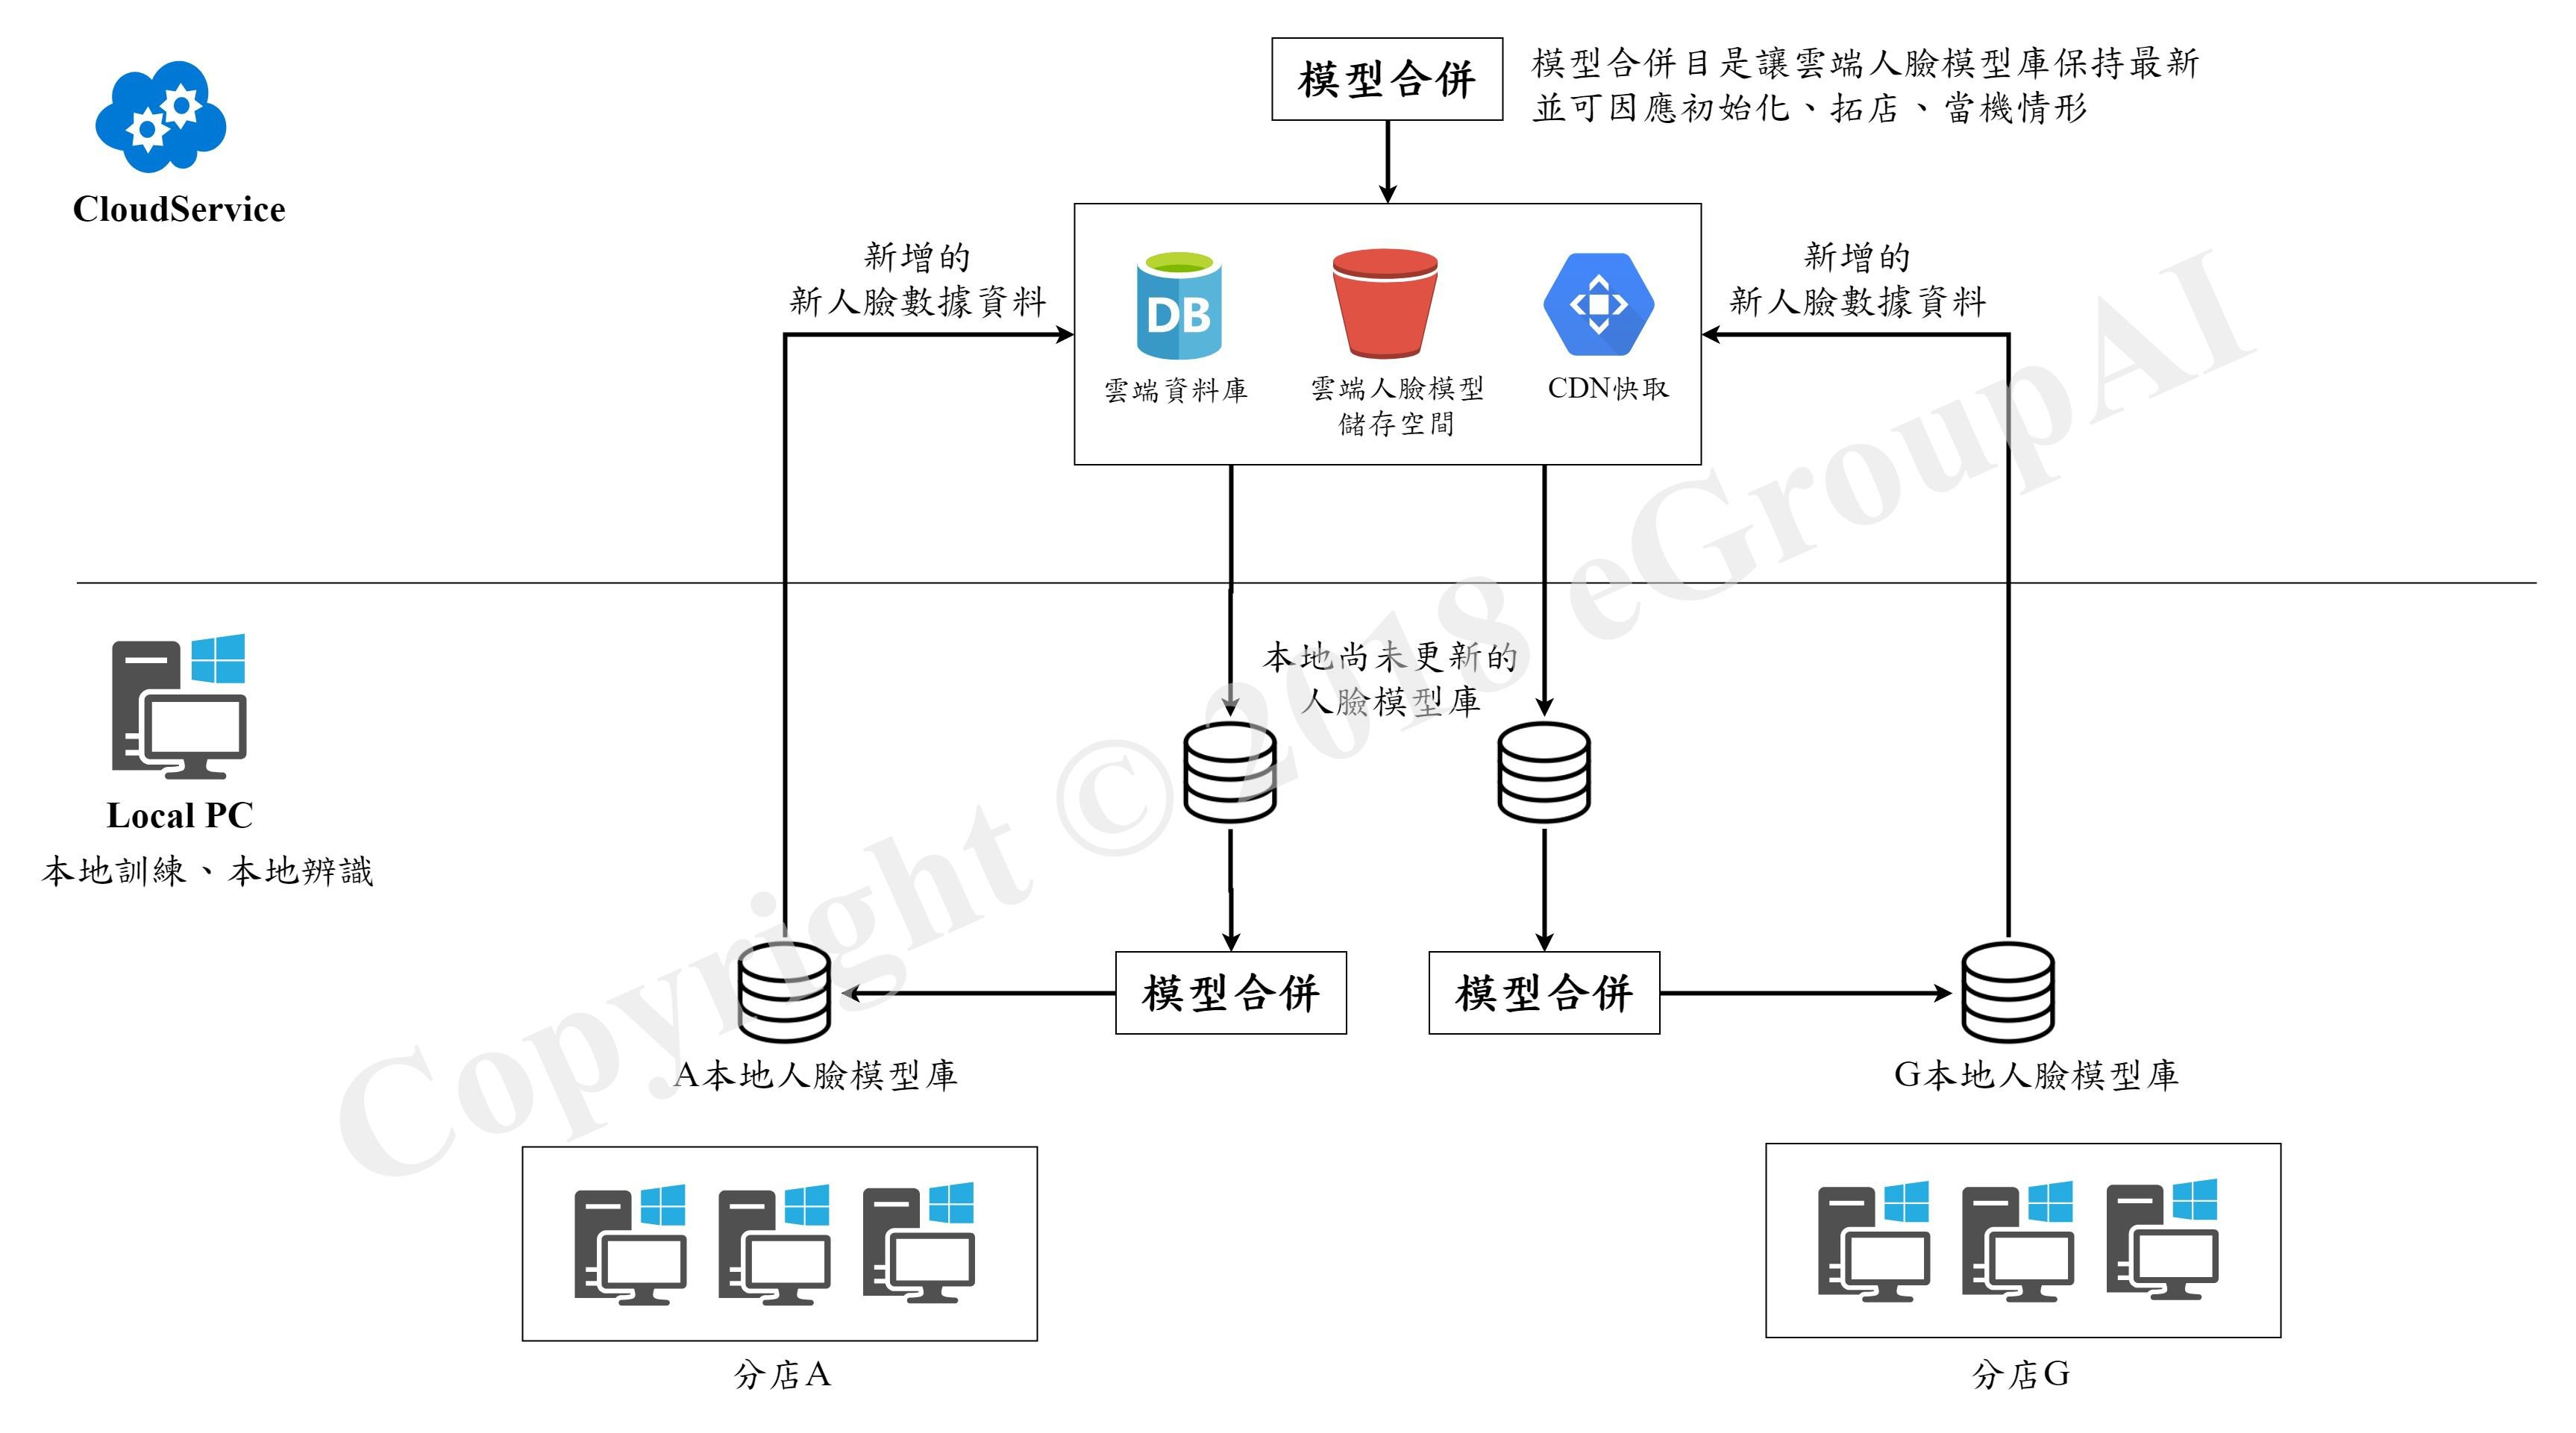 模型合併
模型合併目是讓雲端人臉模型庫保持最新
並可因應初始化、拓店、當機情形
CloudService
新增的
新人臉數據資料
DB
雲端資料庫
雲端人臉模型
儲存空間
CDN快取
新增的
新人臉數據資料
本地尚未更新的
人臉模型庫
Local PC
本地訓練、本地辨識
模型合併
模型合併
A本地人臉模型庫
G本地人臉模型庫
分店A
分店G
Copyright © 2018 eGroupAI